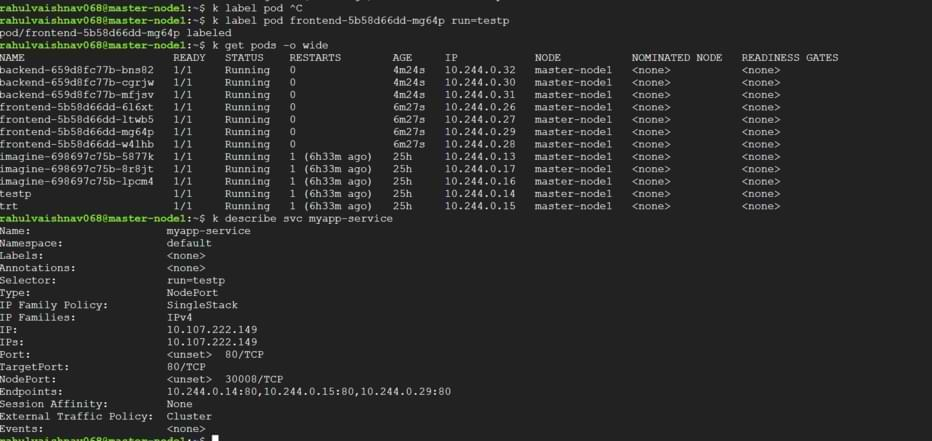 rahulvaishnav068@master-node1:~$ k label pod ^C
rahulvaishnav068@master-node1:~$ k label pod frontend-5b58d66dd-mg64p run=testp
pod/frontend-5b58d66dd-mg64p labeled
rahulvaishnav068@master-node1:~$ k get pods -o wide
NAME READY STATUS RESTARTS AGE IP NODE NOMINATED NODE READINESS GATES
backend-659d8fc77b-bns82 1/1 Running 0 4m24s 10.244.0.32 master-node1 <none> <none>
backend-659d8fc77b-cgrjw 1/1 Running 0 4m24s 10.244.0.30 master-node1 <none> <none>
backend-659d8fc77b-mfjsv 1/1 Running 0 4m24s 10.244.0.31 master-node1 <none> <none>
frontend-5b58d66dd-6l6xt 1/1 Running 0 6m27s 10.244.0.26 master-node1 <none> <none>
frontend-5b58d66dd-ltwb5 1/1 Running 0 6m27s 10.244.0.27 master-node1 <none> <none>
frontend-5b58d66dd-mg64p 1/1 Running 0 6m27s 10.244.0.29 master-node1 <none> <none>
frontend-5b58d66dd-w4lhb 1/1 Running 0 6m27s 10.244.0.28 master-node1 <none> <none>
imagine-698697c75b-5877k 1/1 Running 1 (6h33m ago) 25h 10.244.0.13 master-node1 <none> <none>
imagine-698697c75b-8r8jt 1/1 Running 1 (6h33m ago) 25h 10.244.0.17 master-node1 <none> <none>
imagine-698697c75b-lpcm4 1/1 Running 1 (6h33m ago) 25h 10.244.0.16 master-node1 <none> <none>
testp 1/1 Running 1 (6h33m ago) 25h 10.244.0.14 master-node1 <none> <none>
trt 1/1 Running 1 (6h33m ago) 25h 10.244.0.15 master-node1 <none> <none>
rahulvaishnav068@master-node1:~$ k describe svc myapp-service
Name: myapp-service
Namespace: default
Labels: <none>
Annotations: <none>
Selector: run=testp
Type: NodePort
IP Family Policy: SingleStack
IP Families: IPv4
IP: 10.107.222.149
IPs: 10.107.222.149
Port: <unset> 80/TCP
TargetPort: 80/TCP
NodePort: <unset> 30008/TCP
Endpoints: 10.244.0.14:80,10.244.0.15:80,10.244.0.29:80
Session Affinity: None
External Traffic Policy: Cluster
Events: <none>
rahulvaishnav068@master-node1:~$